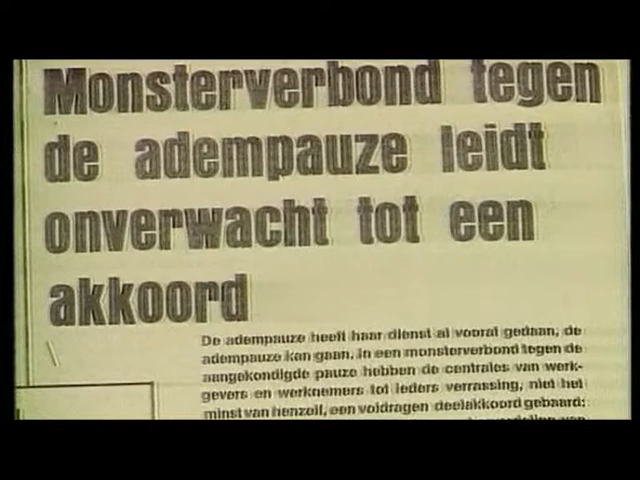 Monsterverbond tegen
de adempauze leidt
onverwacht tot een
akkoord
De adempauze heeft haar dienst al vooraf gedaan, de
adempauze kan gaan. In een monsterverbond tegen de
aangekondigde pauze hebben de centrales van werk-
gevers en werknemers tot ieders verrassing, niet het
minst van henzelf, een voldragen deelakkoord gebaard: